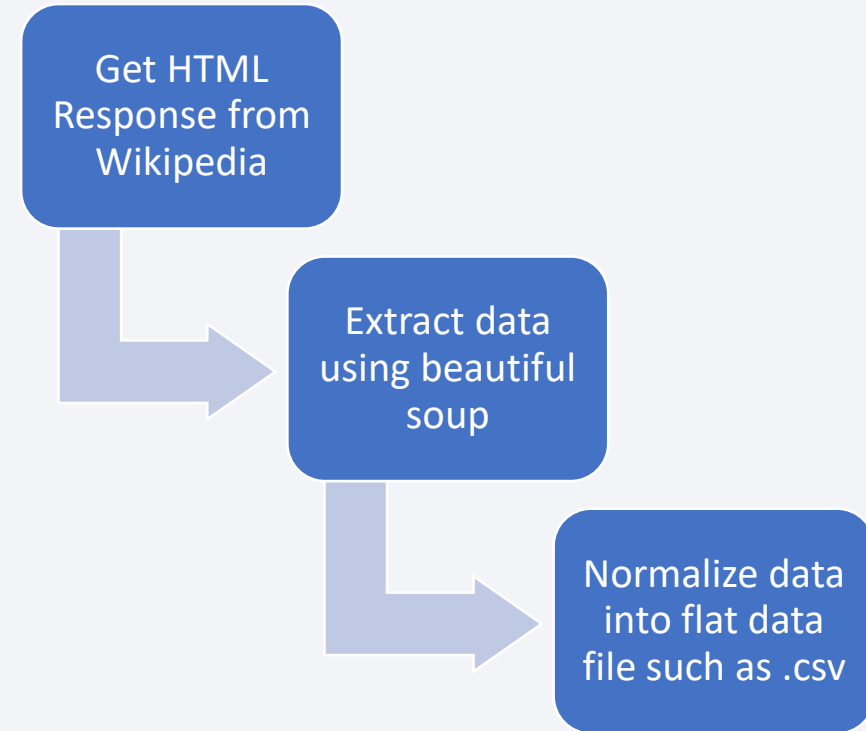 Get HTML
Response from
Wikipedia
Extract data
using beautiful
soup
Normalize data
into flat data
file such as .csv